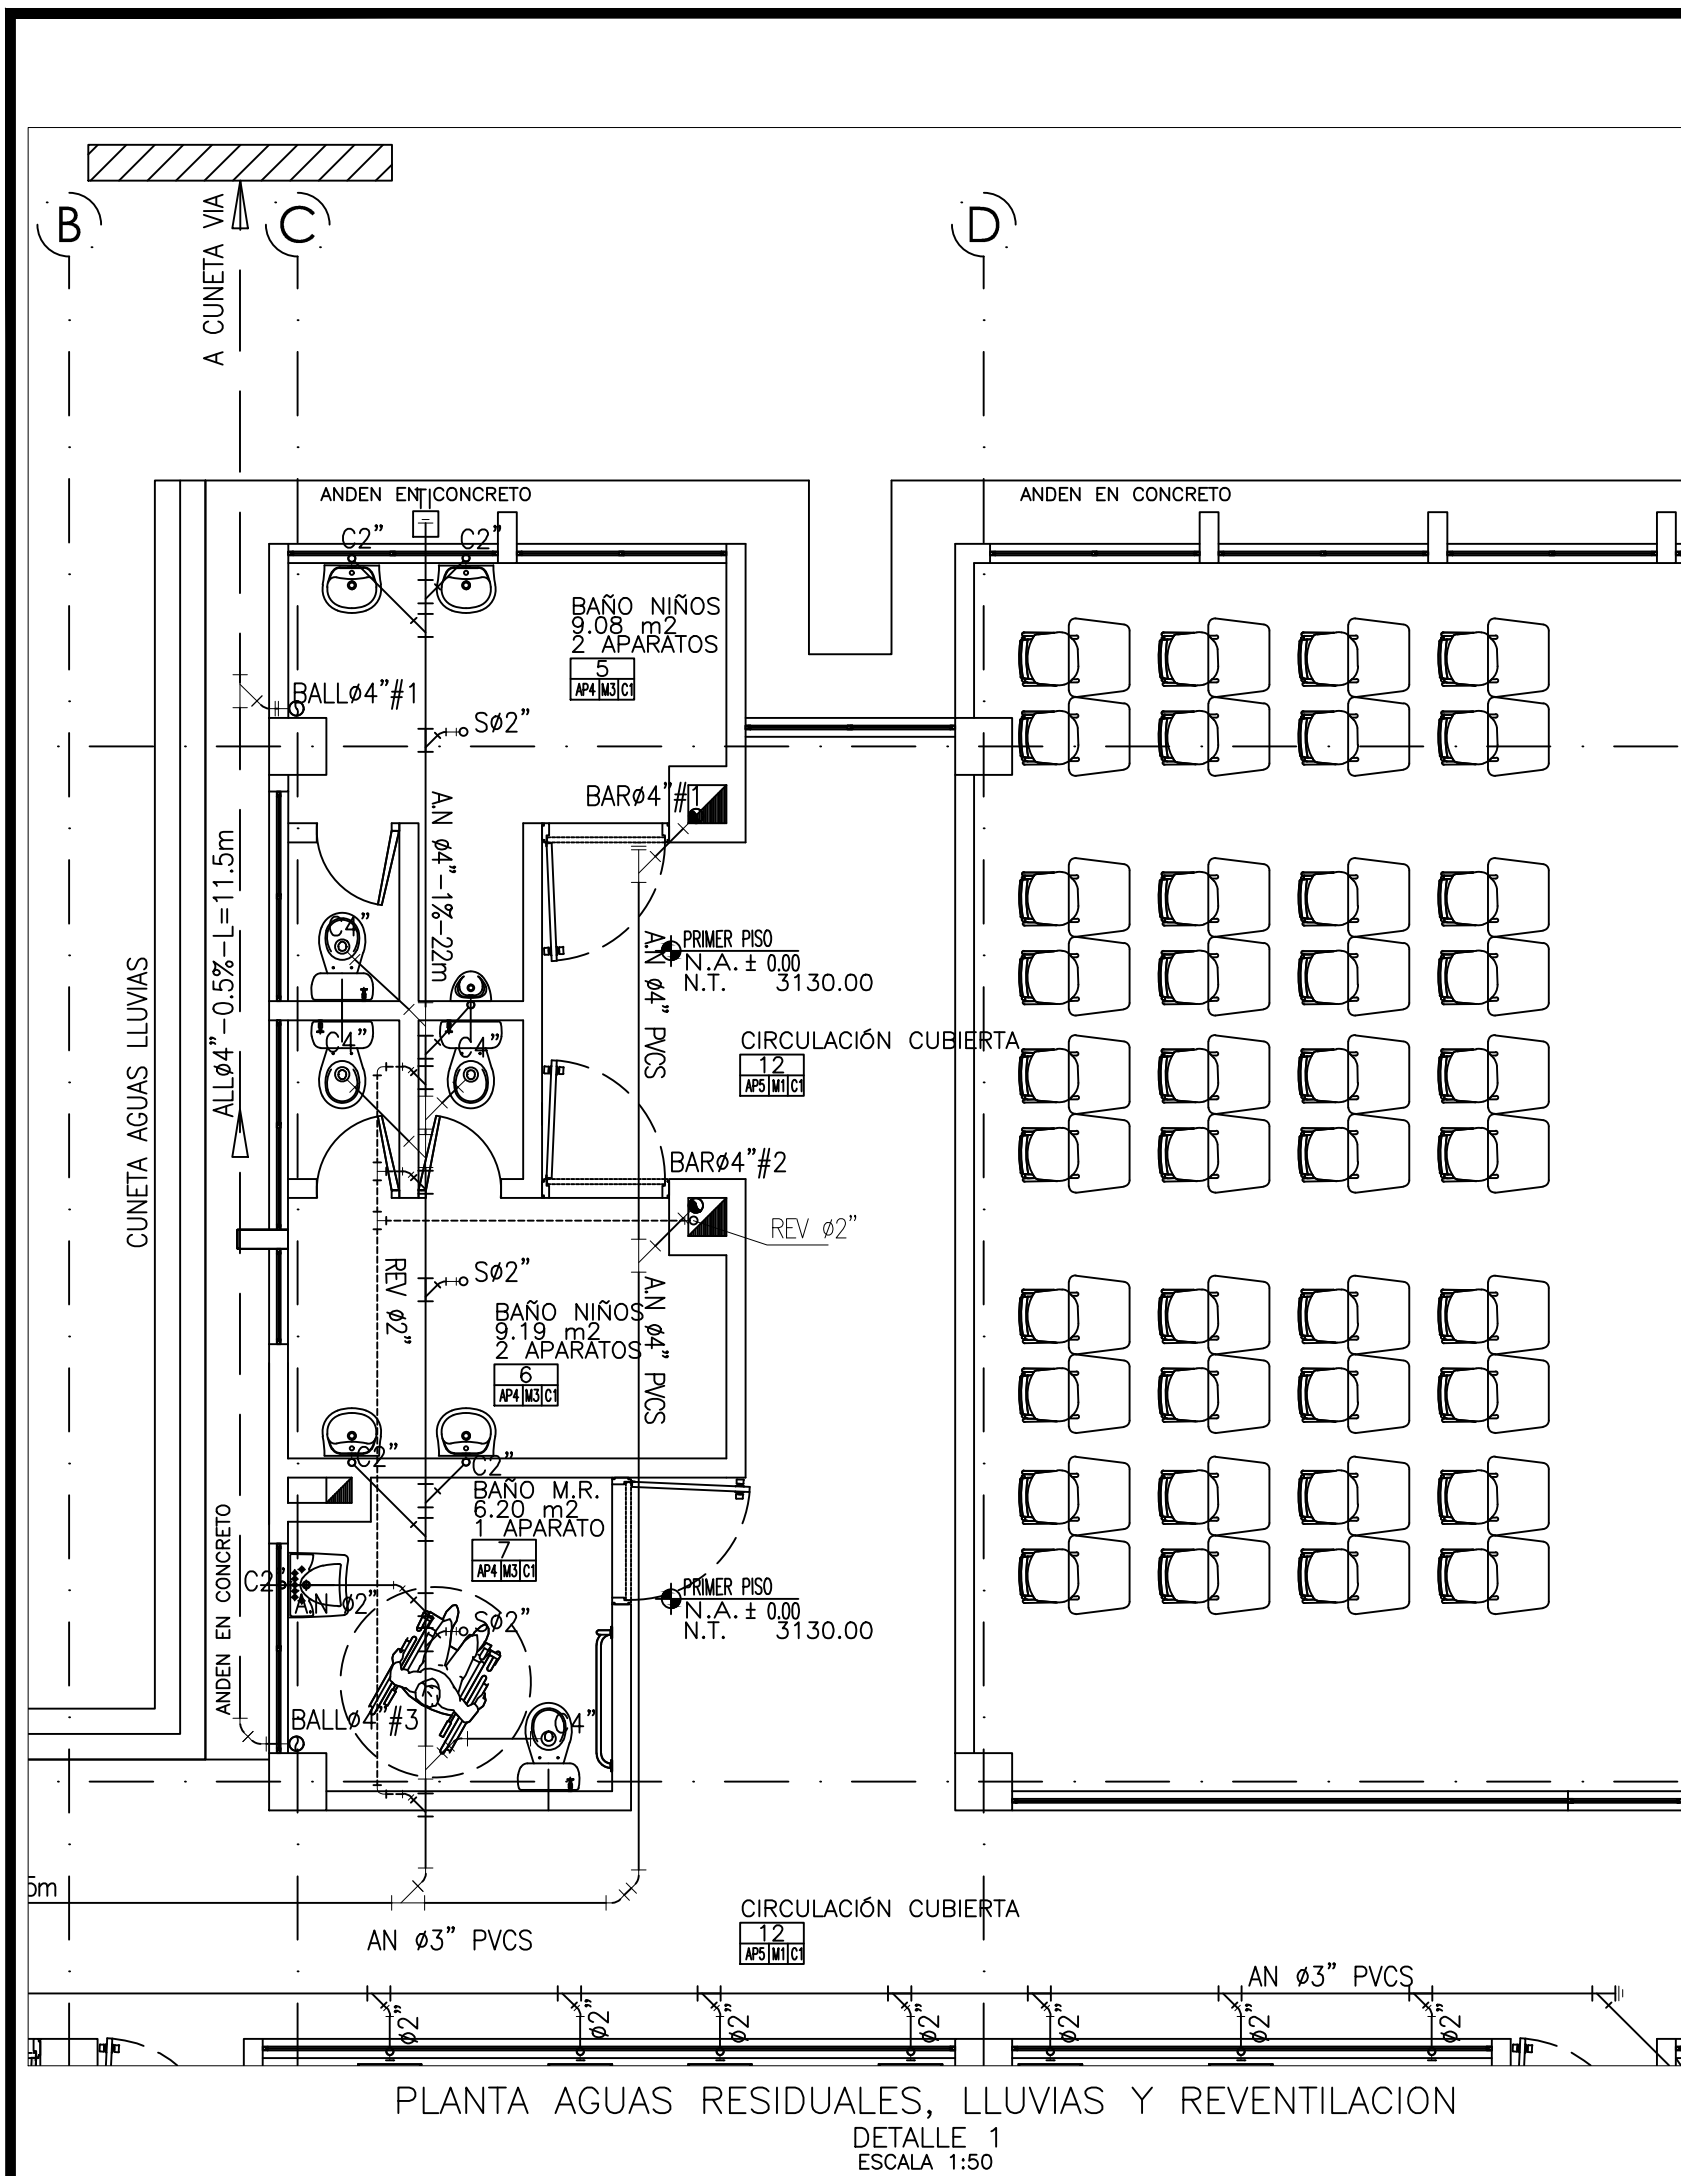 B
C
D
A CUNETA VIA
ANDEN EN CONCRETO
ANDEN EN CONCRETO
C2"
C2"
BAÑO NIÑOS
9.08 m2
2 APARATOS
5
AP4 M3 C1
BALLø4"#1
Sø2"
BARø4"#1
A.N ø4"-1%-22m
ALLø4"-0.5%-L=11.5m
CUNETA AGUAS LLUVIAS
C4"
A.N ø4" PVCS
PRIMER PISO
N.A. ± 0.00
N.T. 3130.00
C4"
C4"
CIRCULACIÓN CUBIERTA
12
AP5 M1 C1
BARø4"#2
REV ø2"
REV ø2"
Sø2"
A.N ø4" PVCS
BAÑO NIÑOS
9.19 m2
2 APARATOS
6
AP4 M3 C1
C2"
C2"
BAÑO M.R.
6.20 m2
1 APARATO
7
AP4 M3 C1
ANDEN EN CONCRETO
C2"
A.N ø2"
Sø2"
PRIMER PISO
N.A. ± 0.00
N.T. 3130.00
BALLø4"#3
C4"
5m
CIRCULACIÓN CUBIERTA
12
AP5 M1 C1
AN ø3" PVCS
AN ø3" PVCS
ø2"
ø2"
ø2"
ø2"
ø2"
ø2"
ø2"
PLANTA AGUAS RESIDUALES, LLUVIAS Y REVENTILACION
DETALLE 1
ESCALA 1:50